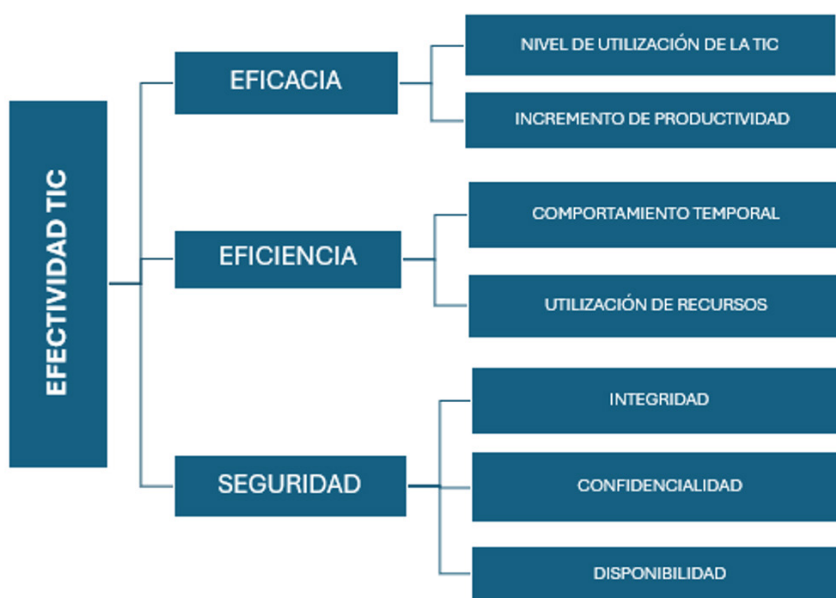 EFECTIVIDAD TIC
EFICACIA
NIVEL DE UTILIZACIÓN DE LA TIC
INCREMENTO DE PRODUCTIVIDAD
EFICIENCIA
COMPORTAMIENTO TEMPORAL
UTILIZACIÓN DE RECURSOS
SEGURIDAD
INTEGRIDAD
CONFIDENCIALIDAD
DISPONIBILIDAD